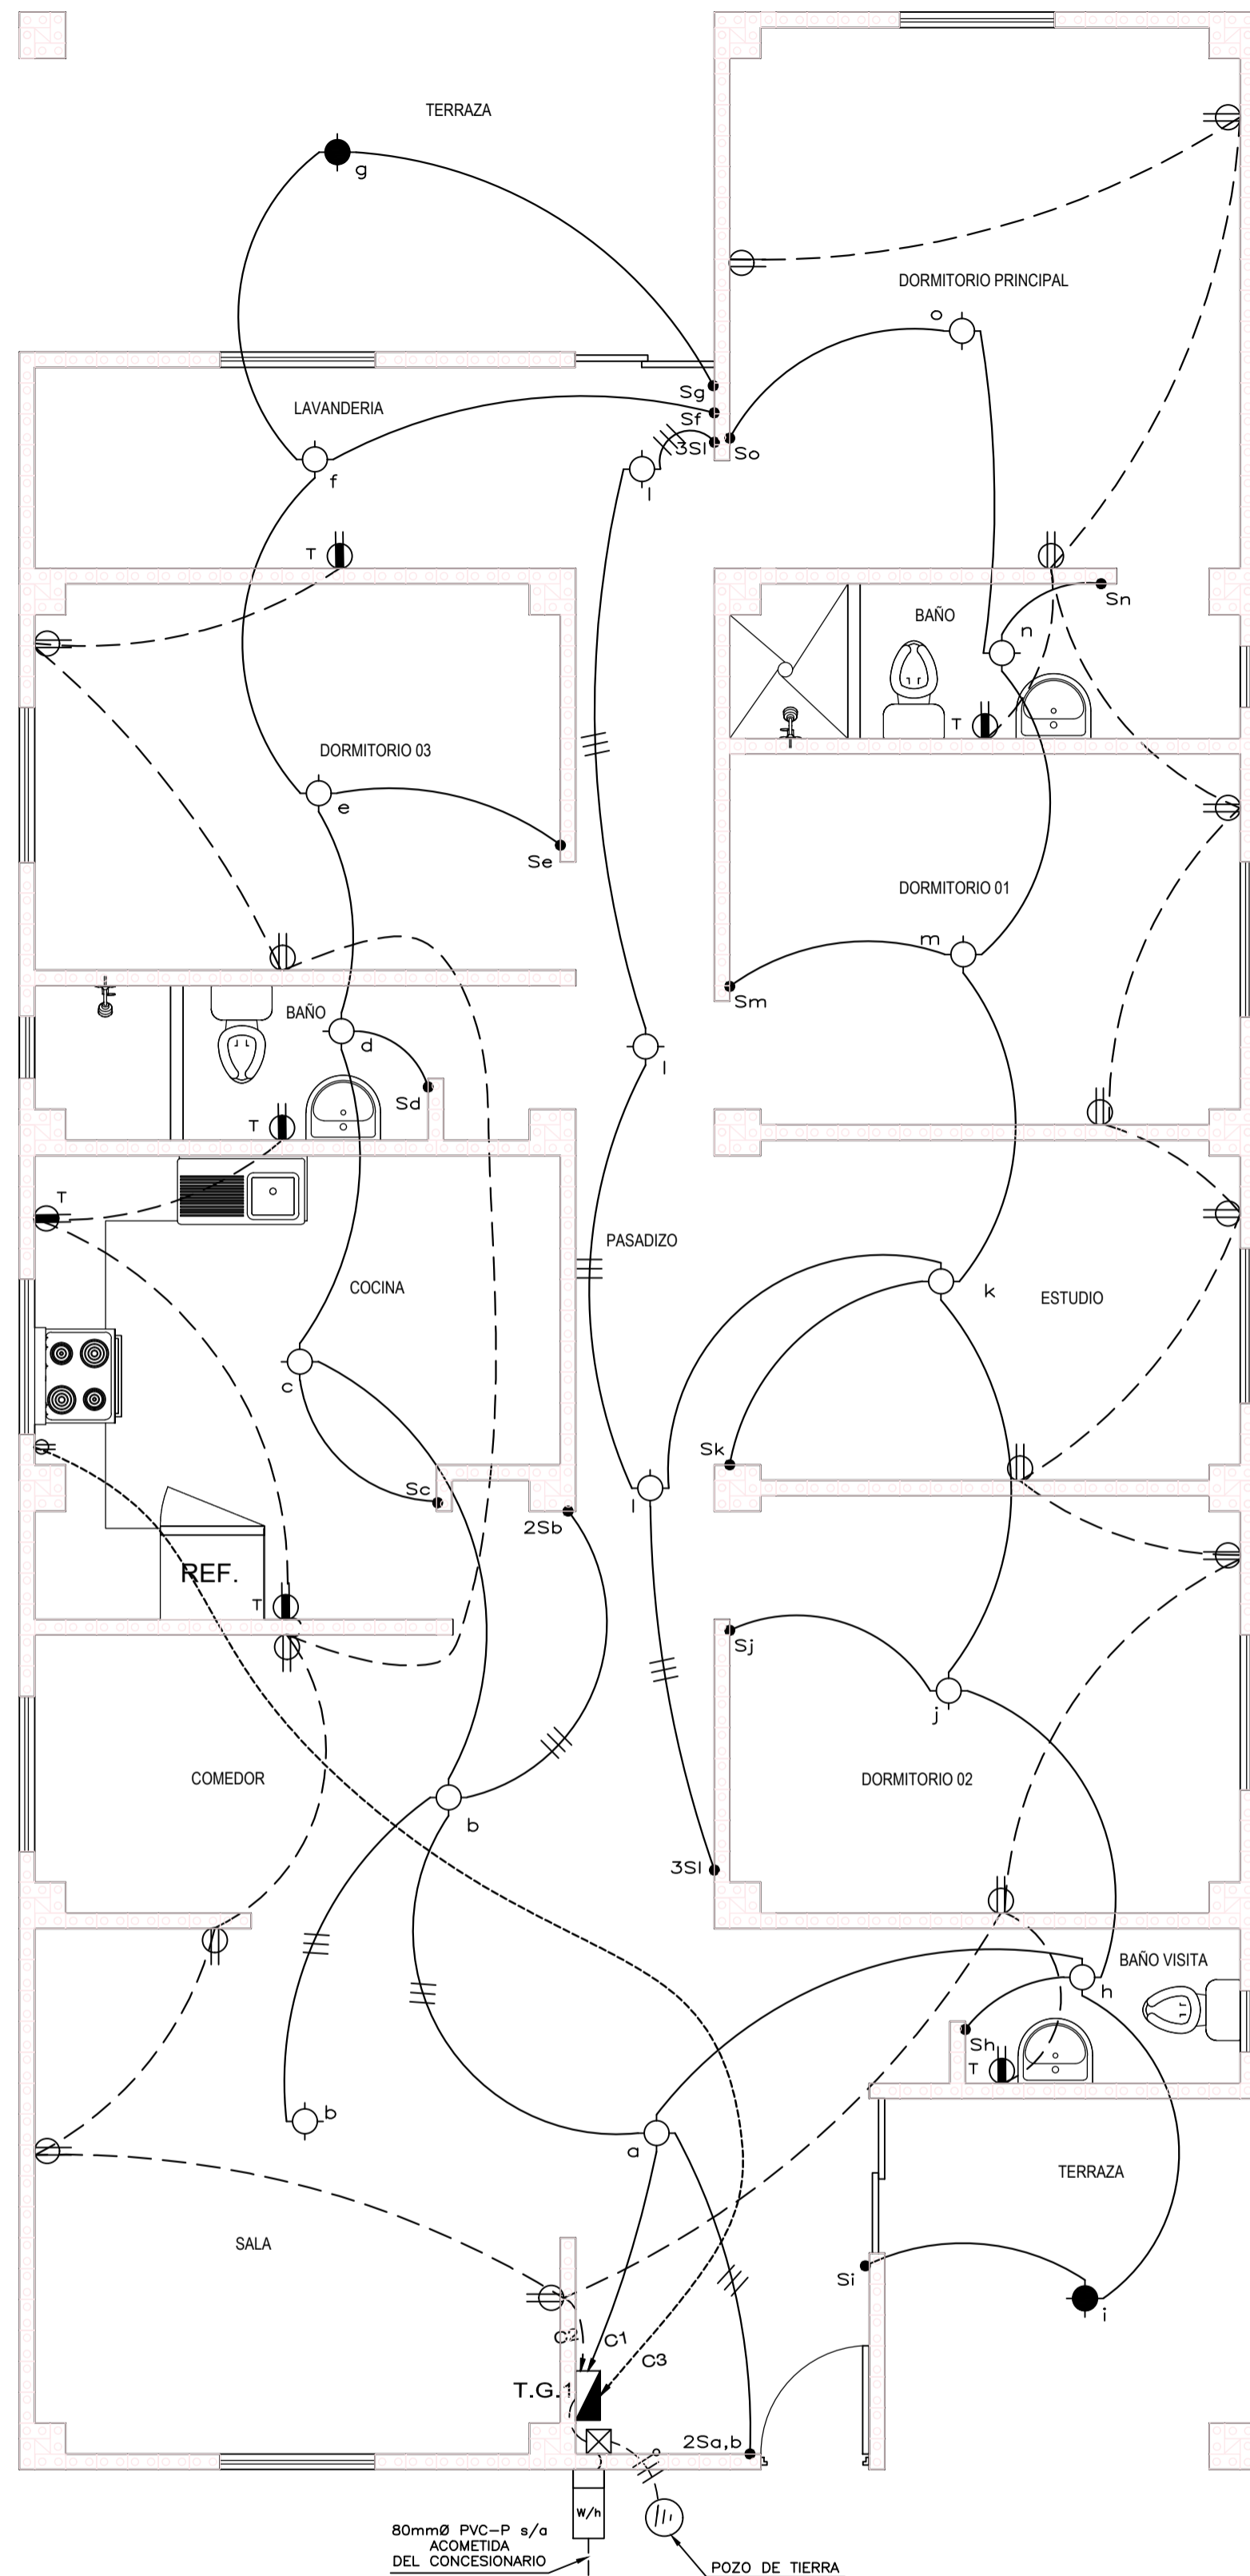 TERRAZA
g
DORMITORIO PRINCIPAL
o
Sg
LAVANDERIA
Sf
3Sl
So
f
l
T
BAÑO
Sn
n
T
DORMITORIO 03
e
Se
DORMITORIO 01
m
Sm
BAÑO
d
l
Sd
T
T
PASADIZO
COCINA
k
ESTUDIO
c
Sk
Sc
l
2Sb
REF.
T
Sj
j
COMEDOR
DORMITORIO 02
b
3Sl
BAÑO VISITA
h
Sh
T
b
a
TERRAZA
SALA
Si
i
C2
C1
C3
T.G.1
2Sa,b
W/h
80mmØ PVC-P s/a
ACOMETIDA
DEL CONCESIONARIO
POZO DE TIERRA